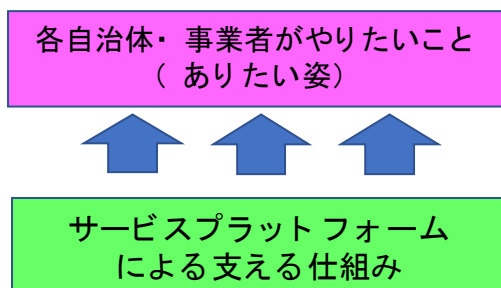 各自治体・事業者がやりたいこと
（ありたい姿）
サービスプラットフォーム
による支える仕組み